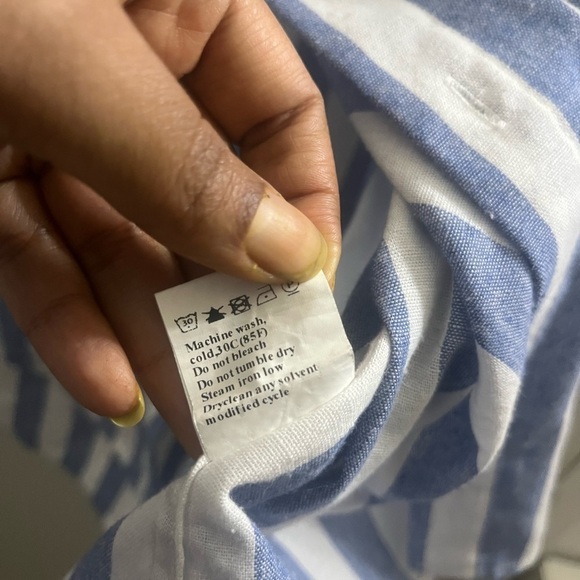 30
Machine wash,
cold,30C(85F)
Do not bleach
Do not tumble dry
Steam iron low
Dryclean any solvent
modified cycle